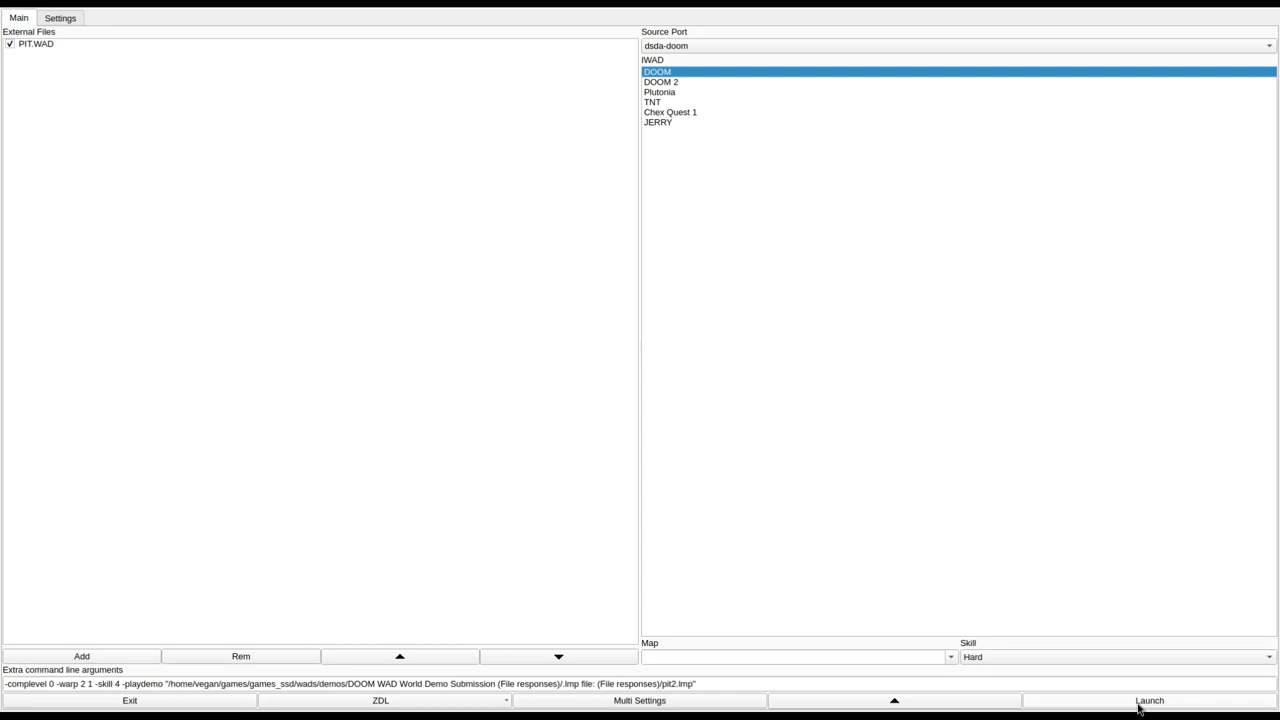 Main Settings
External Files
PIT.WAD
Source Port
dsda-doom
IWAD
DOOM
DOOM 2
Plutonia
TNT
Chex Quest 1
JERRY
Map Skill
Hard
Add Rem
Extra command line arguments
-complevel 0 -warp 2 1 -skill 4 -playdemo "/home/vegan/games/games_ssd/wads/demos/DOOM WAD World Demo Submission (File responses)/.lmp file: (File responses)/pit2.lmp"
Exit ZDL Multi Settings Launch